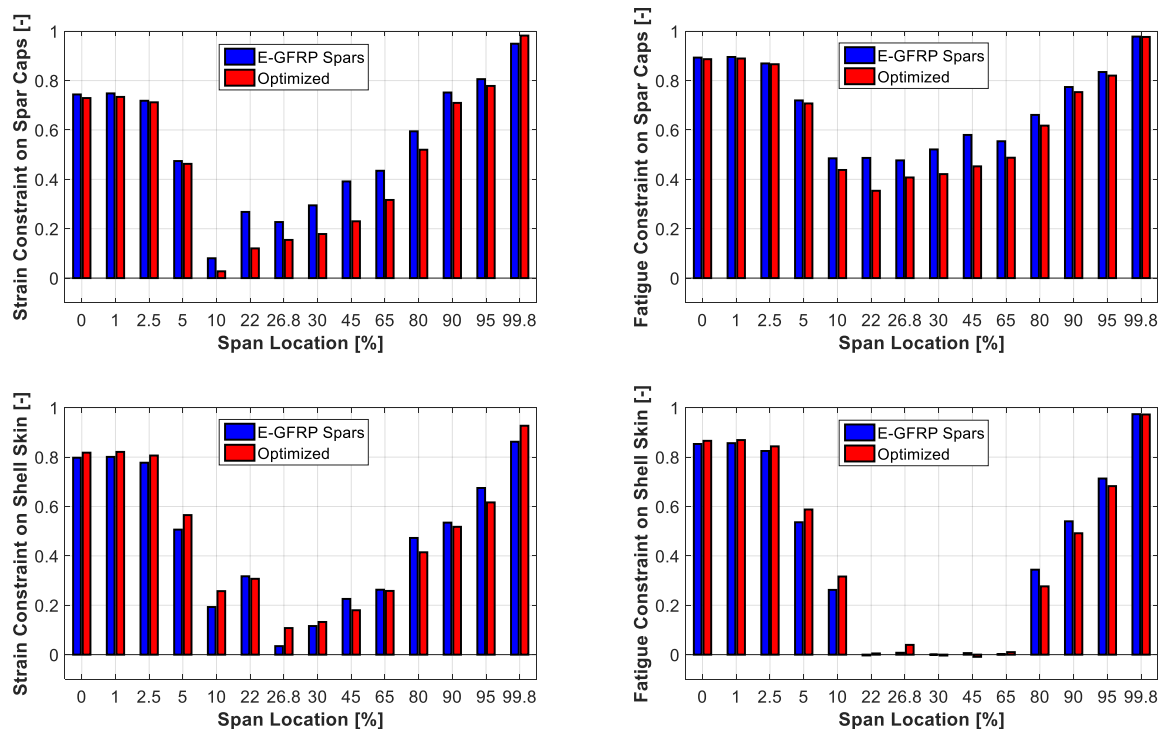 Strain Constraint on Spar Caps [-]
1
0.8
0.6
0.4
0.2
0
E-GFRP Spars
Optimized
0 1 2.5 5 10 22 26.8 30 45 65 80 90 95 99.8
Span Location [%]
Fatigue Constraint on Spar Caps [-]
1
0.8
0.6
0.4
0.2
0
E-GFRP Spars
Optimized
0 1 2.5 5 10 22 26.8 30 45 65 80 90 95 99.8
Span Location [%]
Strain Constraint on Shell Skin [-]
1
0.8
0.6
0.4
0.2
0
E-GFRP Spars
Optimized
0 1 2.5 5 10 22 26.8 30 45 65 80 90 95 99.8
Span Location [%]
Fatigue Constraint on Shell Skin [-]
1
0.8
0.6
0.4
0.2
0
E-GFRP Spars
Optimized
0 1 2.5 5 10 22 26.8 30 45 65 80 90 95 99.8
Span Location [%]